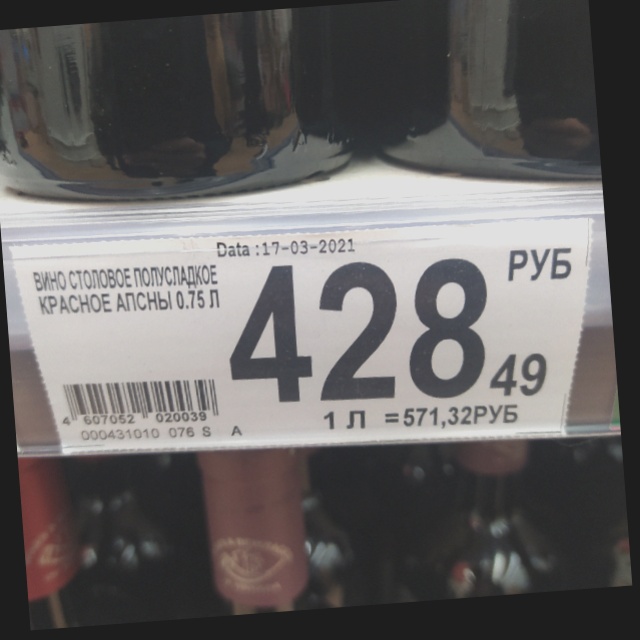 Data :17-03-2021
ВИНО СТОЛОВОЕ ПОЛУСЛАДКОЕ
КРАСНОЕ АПСНЫ 0.75 Л
428 49 РУБ
1 Л =571,32РУБ
4 607052 020039
000431010 076 S A